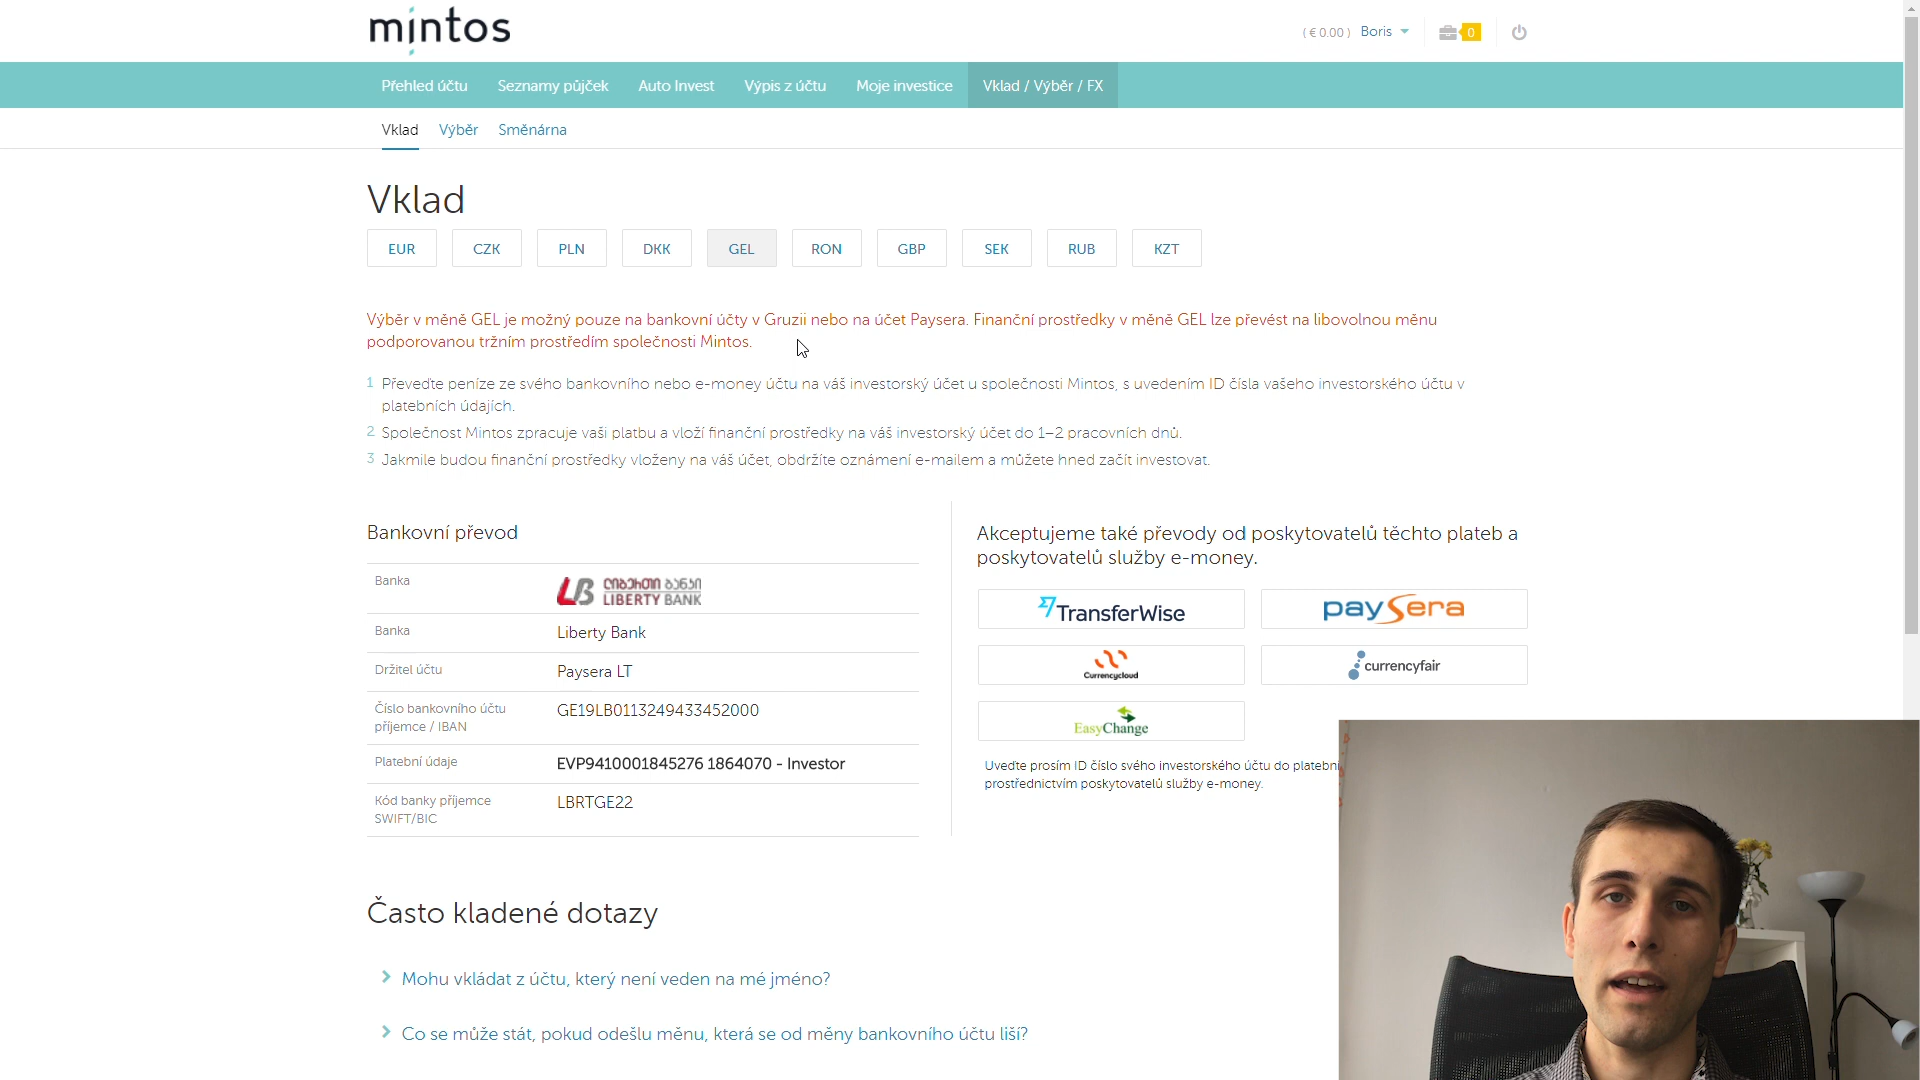 mintos
( € 0.00 ) Boris 0
Přehled účtu Seznamy půjček Auto Invest Výpis z účtu Moje investice Vklad / Výběr / FX
Vklad Výběr Směnárna
Vklad
EUR CZK PLN DKK GEL RON GBP SEK RUB KZT
Výběr v měně GEL je možný pouze na bankovní účty v Gruzii nebo na účet Paysera. Finanční prostředky v měně GEL lze převést na libovolnou měnu
podporovanou tržním prostředím společnosti Mintos.
1 Převeďte peníze ze svého bankovního nebo e-money účtu na váš investorský účet u společnosti Mintos, s uvedením ID čísla vašeho investorského účtu v
platebních údajích.
2 Společnost Mintos zpracuje vaši platbu a vloží finanční prostředky na váš investorský účet do 1–2 pracovních dnů.
3 Jakmile budou finanční prostředky vloženy na váš účet, obdržíte oznámení e-mailem a můžete hned začít investovat.
Bankovní převod
Banka LB ლიბერთი ბანკი
LIBERTY BANK
Banka Liberty Bank
Držitel účtu Paysera LT
Číslo bankovního účtu
příjemce / IBAN GE19LB0113249433452000
Platební údaje EVP9410001845276 1864070 - Investor
Kód banky příjemce
SWIFT/BIC LBRTGE22
Akceptujeme také převody od poskytovatelů těchto plateb a
poskytovatelů služby e-money.
TransferWise paysera
Currencycloud currencyfair
EasyChange
Uveďte prosím ID číslo svého investorského účtu do platební
prostřednictvím poskytovatelů služby e-money.
Často kladené dotazy
Mohu vkládat z účtu, který není veden na mé jméno?
Co se může stát, pokud odešlu měnu, která se od měny bankovního účtu liší?